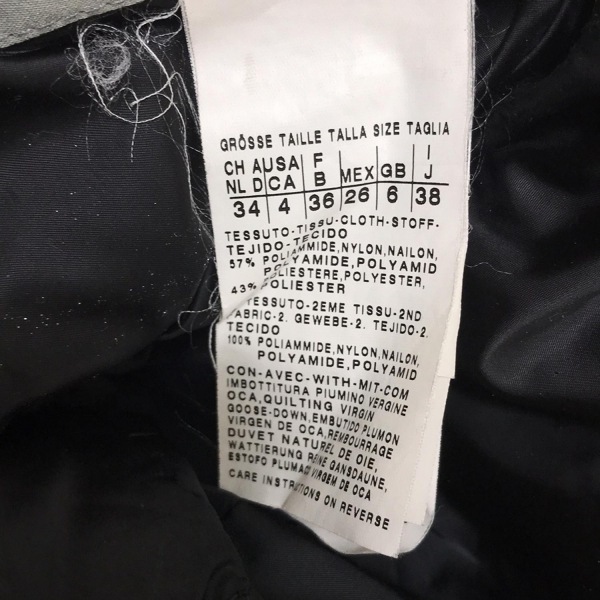 GRÖSSE TAILLE TALLA SIZE TAGLIA
CH A USA F MEX GB I
NL D CA B J
34 4 36 26 6 38
TESSUTO-TISSU-CLOTH-STOFF-
TEJIDO-TECIDO
57% POLIAMMIDE,NYLON,NAILON,
POLYAMIDE,POLYAMID
POLIESTERE,POLYESTER,
43% POLIESTER
TESSUTO-2EME TISSU-2ND
FABRIC-2. GEWEBE-2. TEJIDO-2.
TECIDO
100% POLIAMMIDE,NYLON,NAILON,
POLYAMIDE,POLYAMID
CON-AVEC-WITH-MIT-COM
IMBOTTITURA PIUMINO VERGINE
OCA,QUILTING VIRGIN
GOOSE-DOWN,EMBUTIDO PLUMON
VIRGEN DE OCA,REMBOURRAGE
DUVET NATUREL DE OIE,
WATTIERUNG REINE GANSDAUNE,
ESTOFO PLUMAS VIRGEM DE OCA
CARE INSTRUCTIONS ON REVERSE